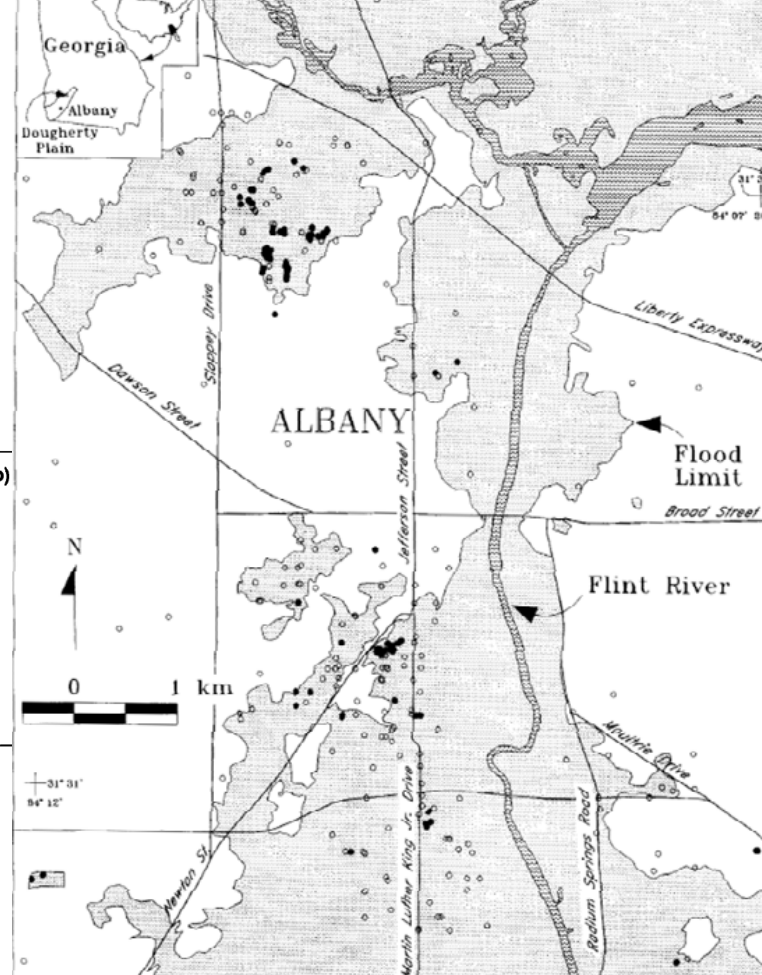 Georgia
Albany
Dougherty
Plain
31° 3
84° 07' 
Liberty Expressway
Slappey Drive
Dawson Street
ALBANY
Jefferson Street
Flood
Limit
)
Broad Street
N
Flint River
0 1 km
Moultrie Drive
31° 31'
84° 12'
Newton St.
Martin Luther King Jr. Drive
Radium Springs Road